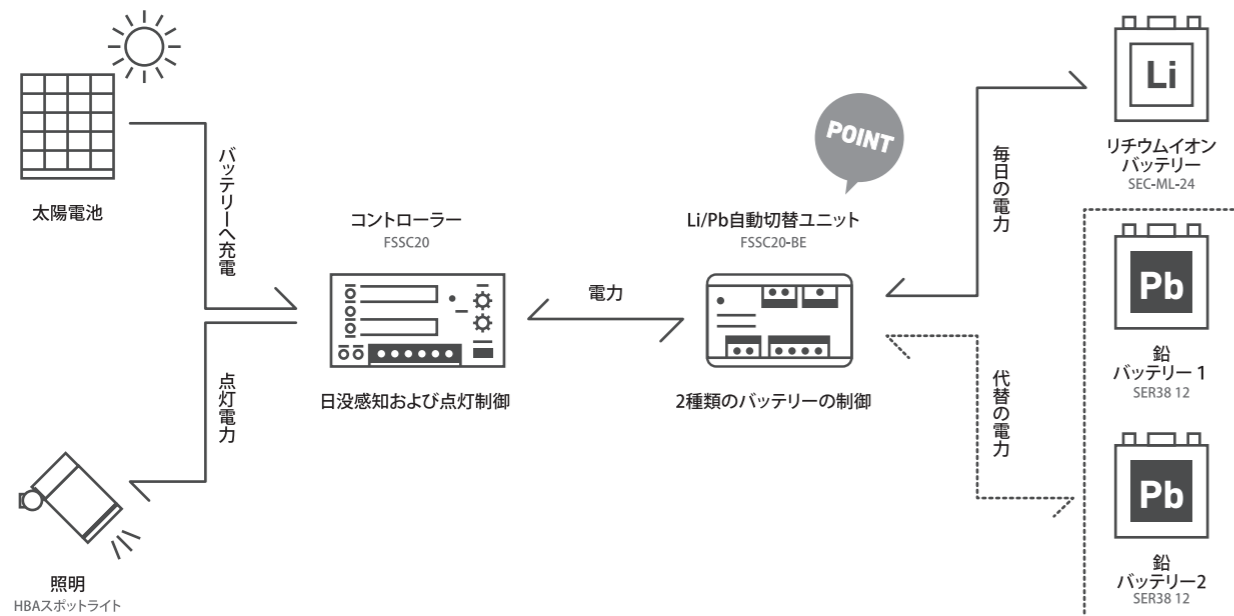 太陽電池
バッテリーへ充電
点灯電力
照明
HBAスポットライト
コントローラー
FSSC20
日没感知および点灯制御
電力
POINT
Li/Pb自動切替ユニット
FSSC20-BE
2種類のバッテリーの制御
毎日の電力
代替の電力
Li
リチウムイオン
バッテリー
SEC-ML-24
Pb
鉛
バッテリー 1
SER38 12
Pb
鉛
バッテリー2
SER38 12